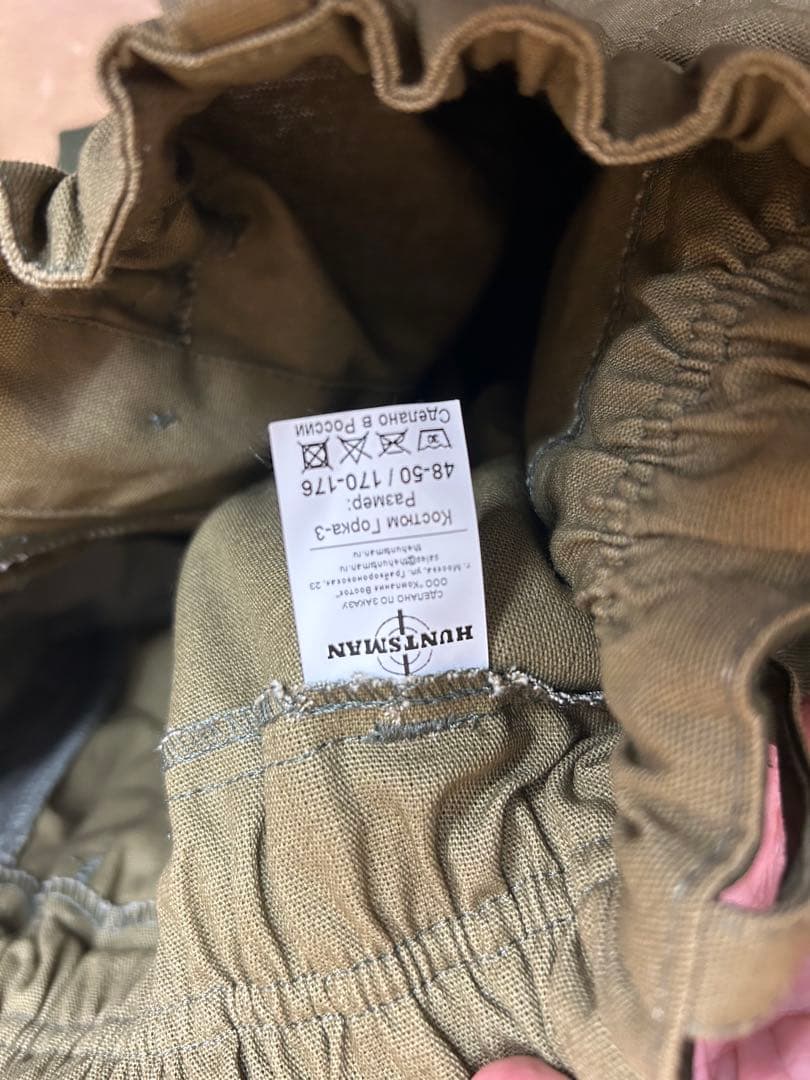 HUNTSMAN
СДЕЛАНО ПО ЗАКАЗУ
ООО "Компания Восток"
г. Москва, ул. Грайвороновская, 23
sales@thehuntsman.ru
thehuntsman.ru
Костюм Горка-3
Размер:
48-50 / 170-176
30
Сделано в России